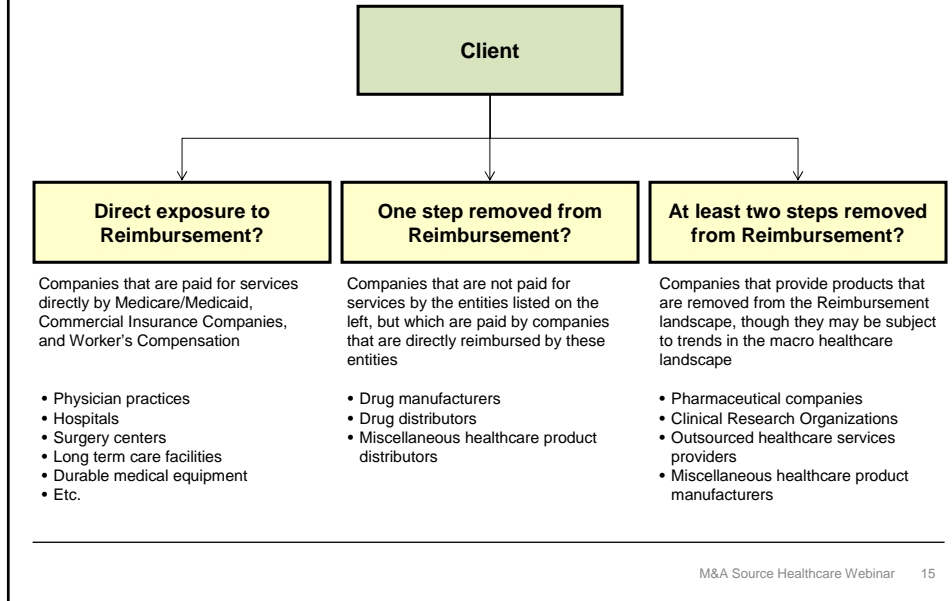 Client
Direct exposure to
Reimbursement?
Companies that are paid for services
directly by Medicare/Medicaid,
Commercial Insurance Companies,
and Worker's Compensation
• Physician practices
• Hospitals
• Surgery centers
• Long term care facilities
• Durable medical equipment
• Etc.
One step removed from
Reimbursement?
Companies that are not paid for
services by the entities listed on the
left, but which are paid by companies
that are directly reimbursed by these
entities
• Drug manufacturers
• Drug distributors
• Miscellaneous healthcare product
distributors
At least two steps removed
from Reimbursement?
Companies that provide products that
are removed from the Reimbursement
landscape, though they may be subject
to trends in the macro healthcare
landscape
• Pharmaceutical companies
• Clinical Research Organizations
• Outsourced healthcare services
providers
• Miscellaneous healthcare product
manufacturers
M&A Source Healthcare Webinar 15